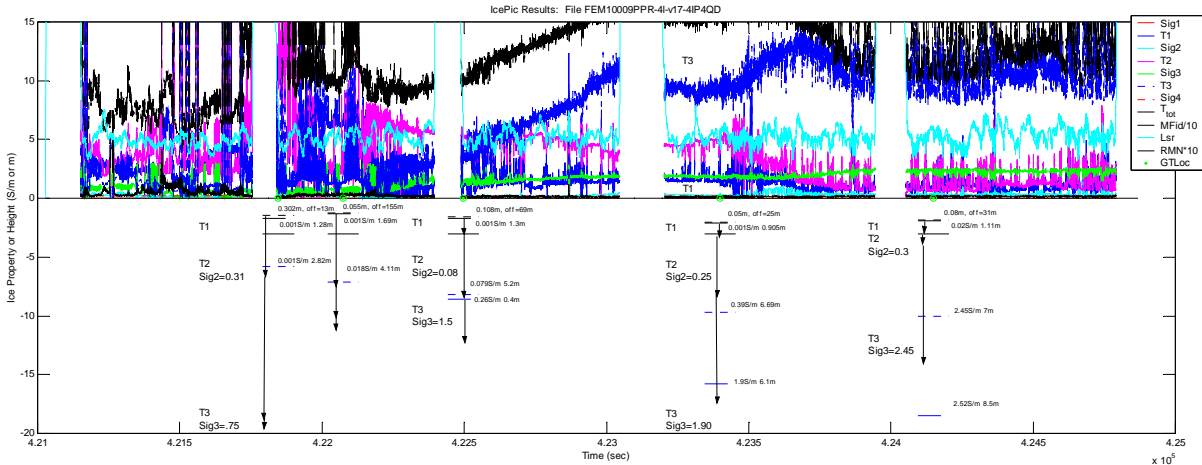 IcePic Results: File FEM10009PPR-4I-v17-4IP4QD
15
10
5
0
-5
-10
-15
-20
Ice Property or Height (S/m or m)
T3
T1
Sig1
T1
Sig2
T2
Sig3
T3
Sig4
T_tot
MFid/10
Lsr
RMN*10
GTLoc
0.302m, off=13m
0.055m, off=155m
0.108m, off=69m
0.05m, off=25m
0.08m, off=31m
T1
0.001S/m 1.28m
0.001S/m 1.69m
T1
0.001S/m 1.3m
T1
0.001S/m 0.905m
T1
0.02S/m 1.11m
T2
Sig2=0.31
0.001S/m 2.82m
0.018S/m 4.11m
T2
Sig2=0.08
0.079S/m 5.2m
0.26S/m 0.4m
T2
Sig2=0.25
0.39S/m 6.69m
T2
Sig2=0.3
2.45S/m 7m
T3
Sig3=1.5
T3
Sig3=2.45
1.9S/m 6.1m
2.52S/m 8.5m
T3
Sig3=.75
T3
Sig3=1.90
4.21
4.215
4.22
4.225
4.23
4.235
4.24
4.245
4.25
Time (sec)
x 10^5